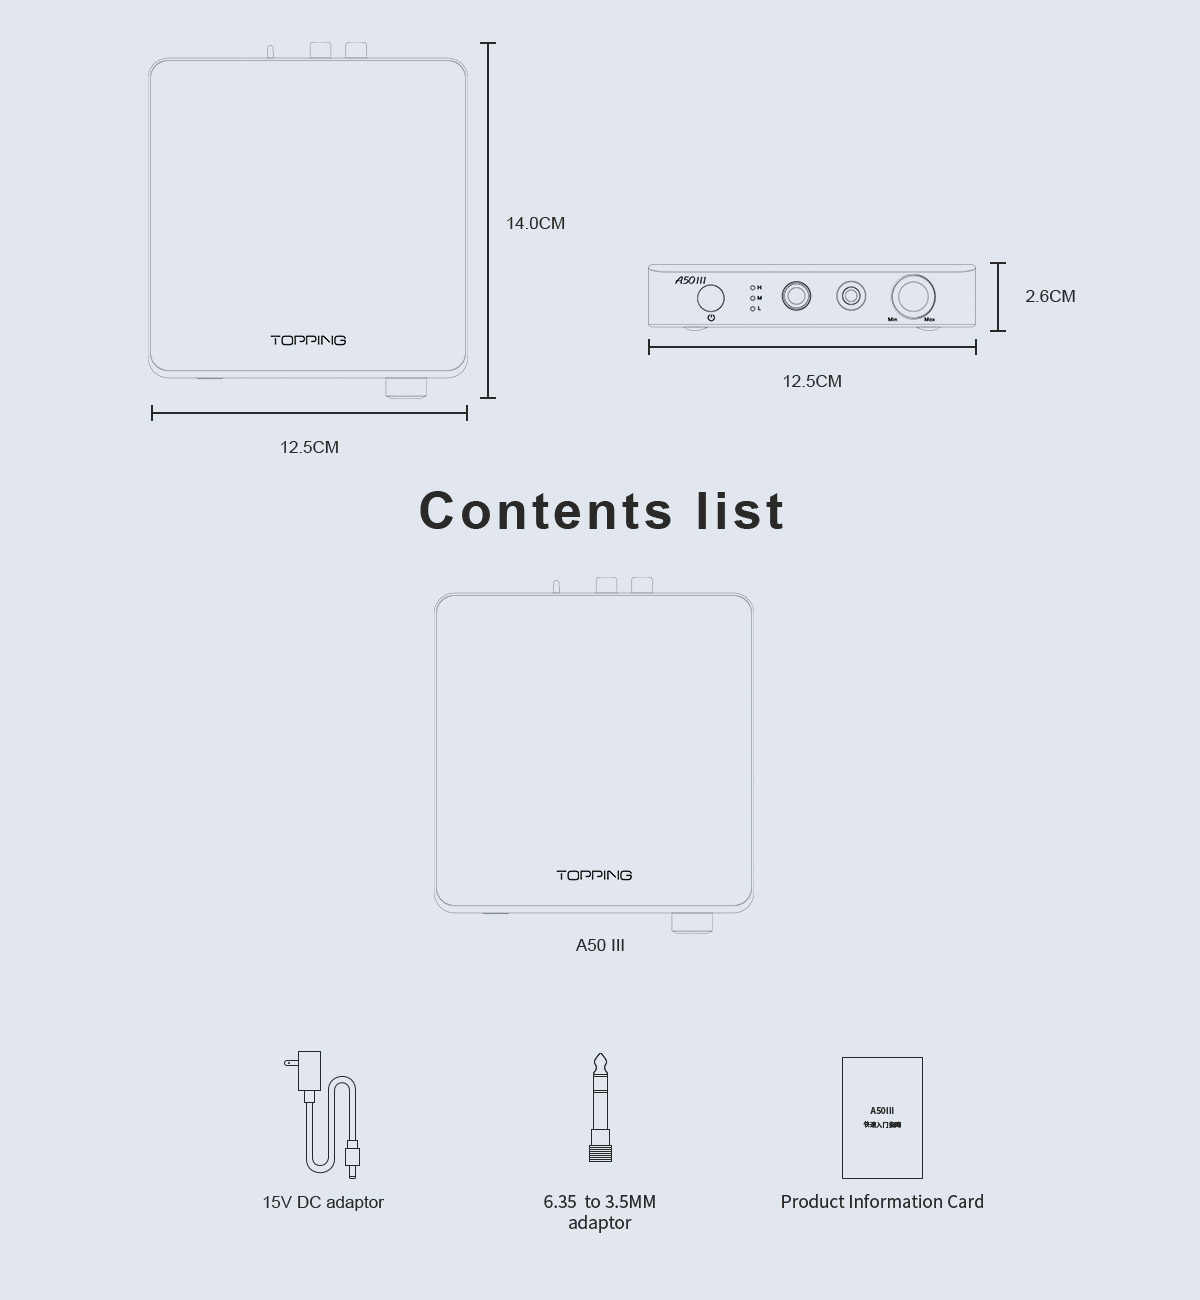 14.0CM
TOPPING
12.5CM
A50III
H
M
L
Min
Max
2.6CM
12.5CM
Contents list
TOPPING
A50 III
15V DC adaptor
6.35 to 3.5MM
adaptor
A50III
快速入门指南
Product Information Card